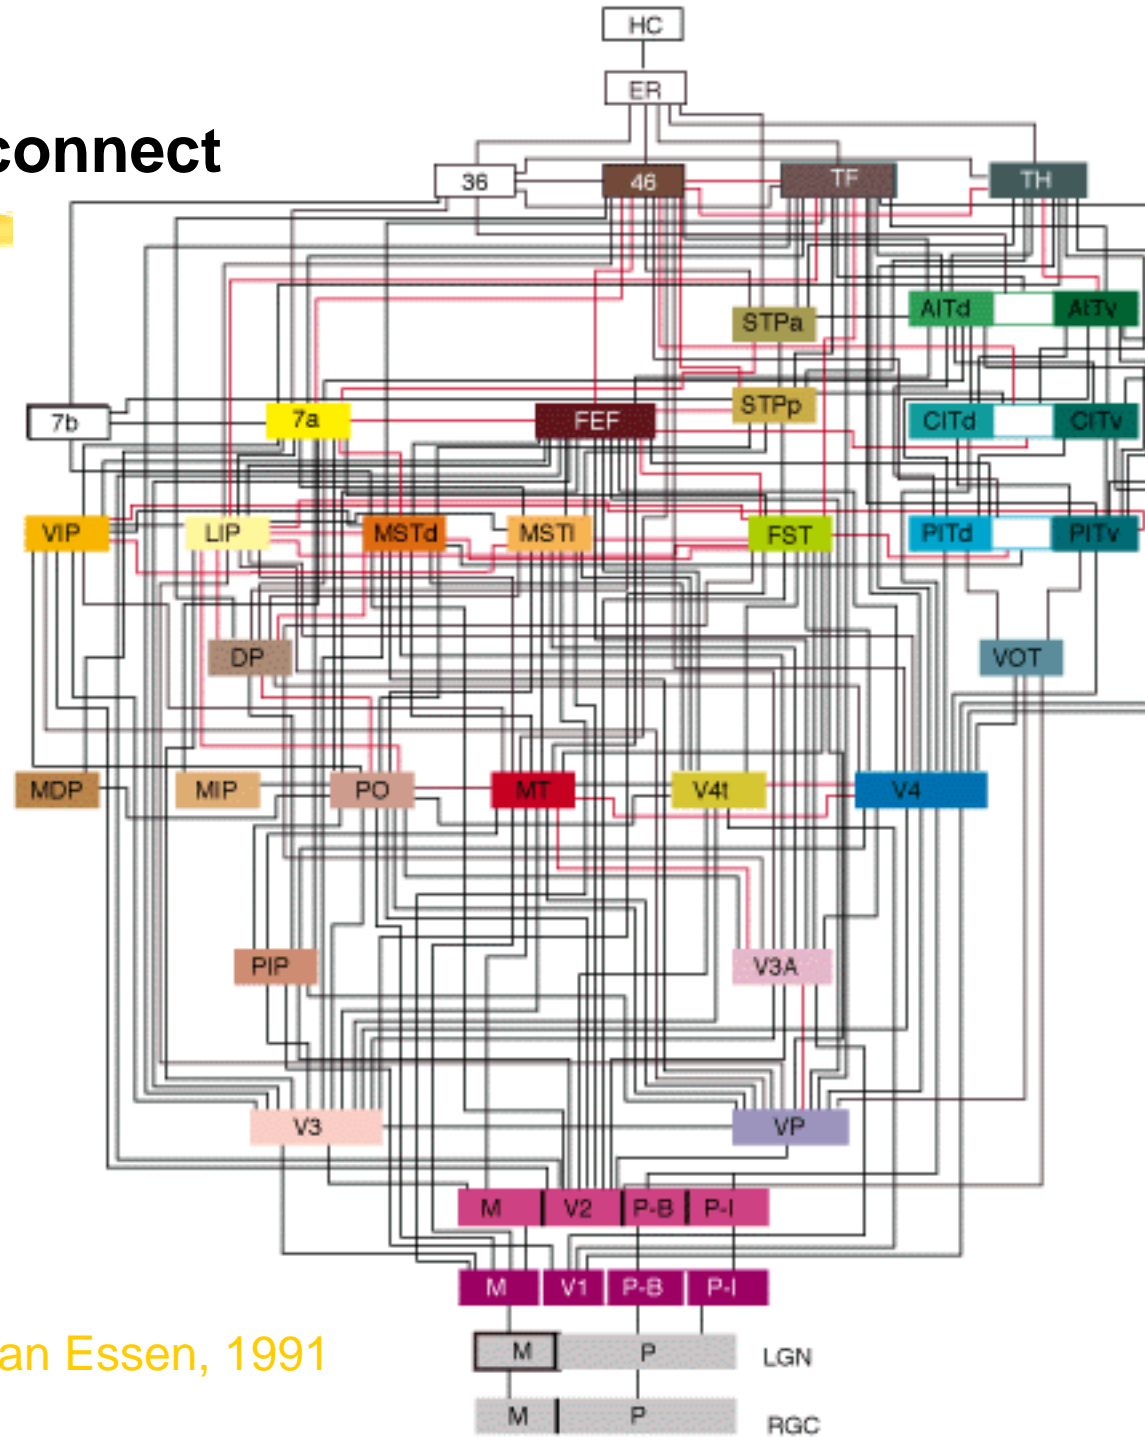 HC
ER
connect
36 46 TF TH
STPa AITd AITv
7b 7a FEF STPp CITd CITv
VIP LIP MSTd MSTl FST PITd PITv
DP VOT
MDP MIP PO MT V4t V4
PIP V3A
V3 VP
M V2 P-B P-I
M V1 P-B P-I
an Essen, 1991
M P LGN
M P RGC